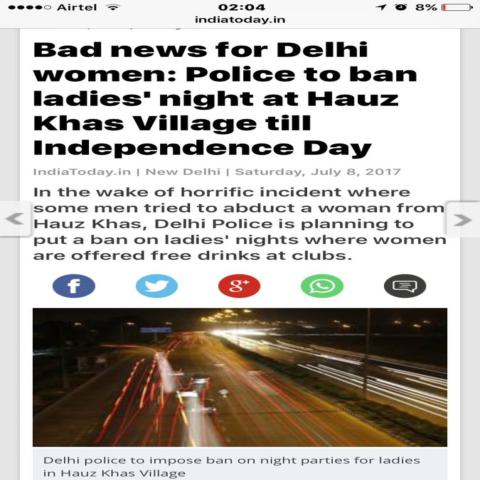 Airtel 02:04 8%
indiatoday.in
Bad news for Delhi
women: Police to ban
ladies' night at Hauz
Khas Village till
Independence Day
IndiaToday.in | New Delhi | Saturday, July 8, 2017
In the wake of horrific incident where
some men tried to abduct a woman from
Hauz Khas, Delhi Police is planning to
put a ban on ladies' nights where women
are offered free drinks at clubs.
f g+
Delhi police to impose ban on night parties for ladies
in Hauz Khas Village